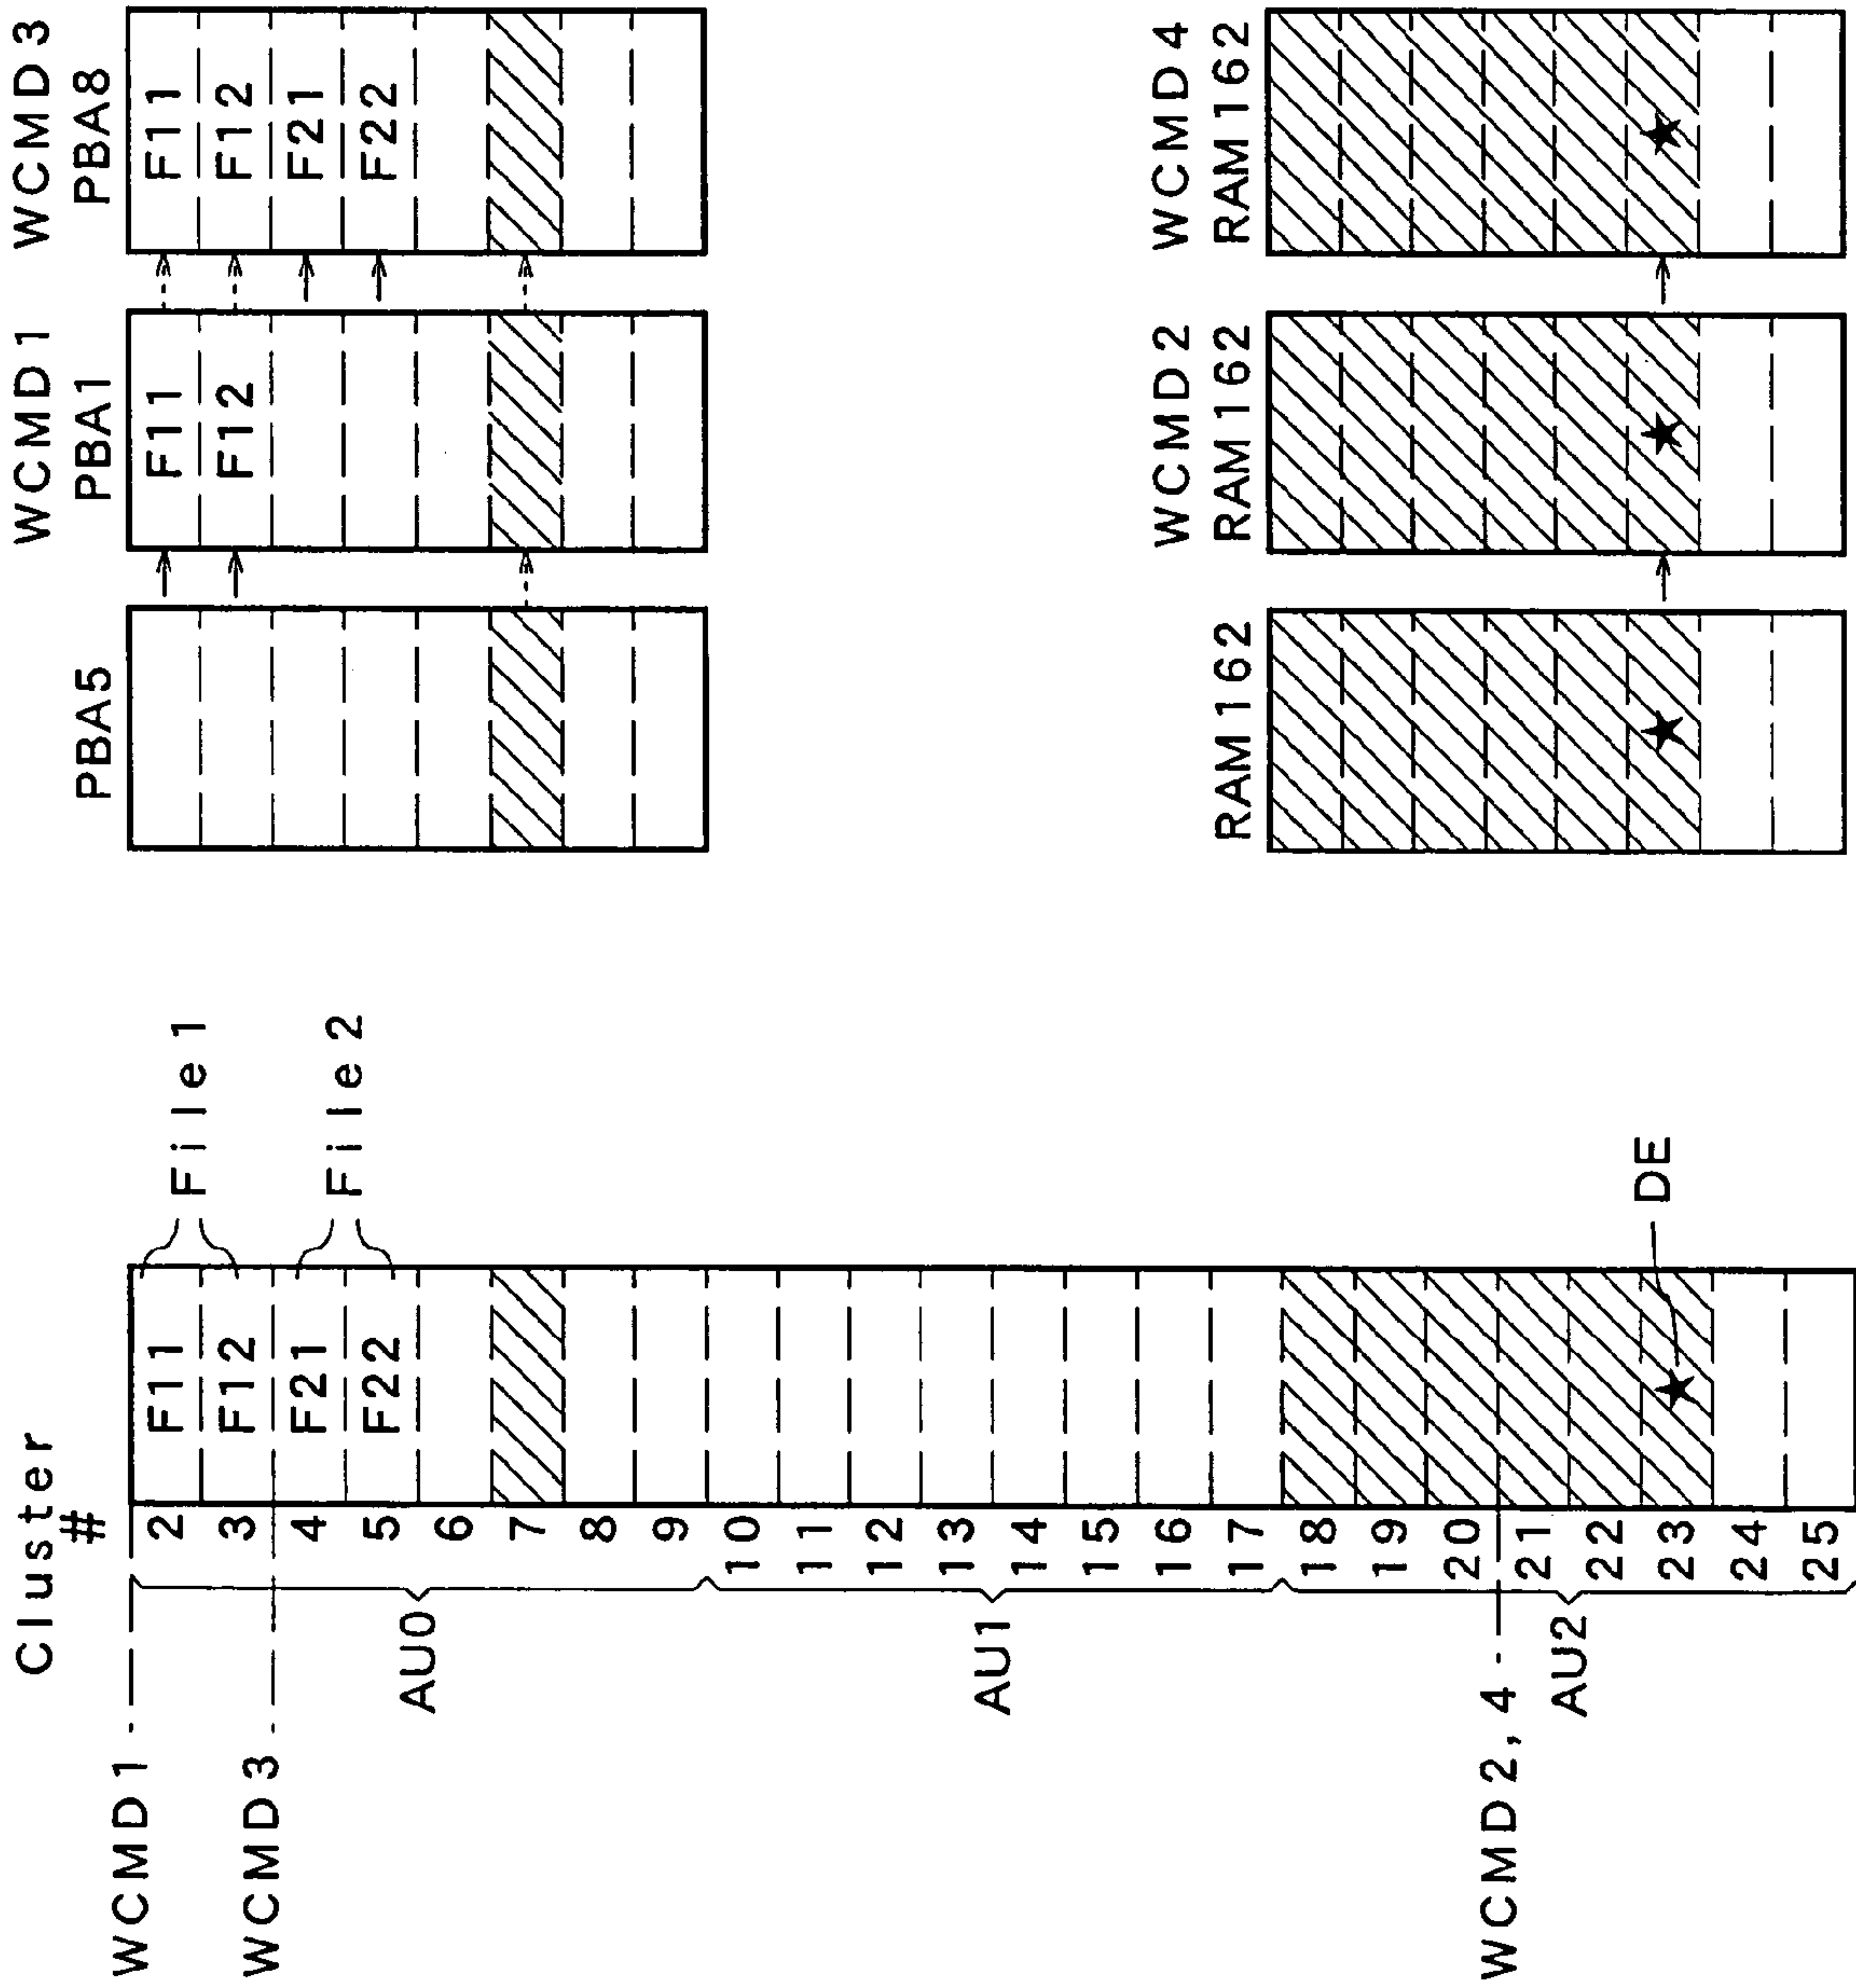 Cluster
#
WCMD1
WCMD3
WCMD2, 4
AU0
AU1
AU2
2
3
4
5
6
7
8
9
10
11
12
13
14
15
16
17
18
19
20
21
22
23
24
25
F11
F12
F21
F22
File1
File2
DE
PBA5
WCMD1
PBA1
F11
F12
WCMD3
PBA8
F11
F12
F21
F22
RAM162
WCMD2
RAM162
WCMD4
RAM162